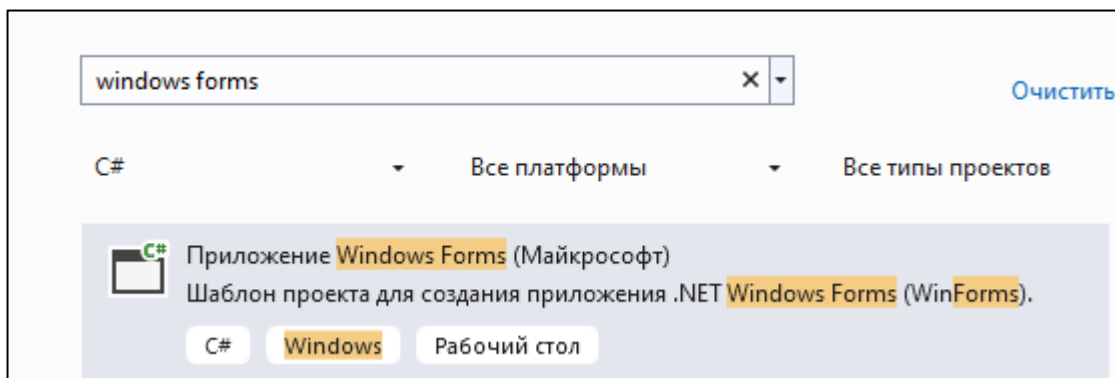 windows forms
Очистить
C# Все платформы Все типы проектов
C#
Приложение Windows Forms (Майкрософт)
Шаблон проекта для создания приложения .NET Windows Forms (WinForms).
C# Windows Рабочий стол